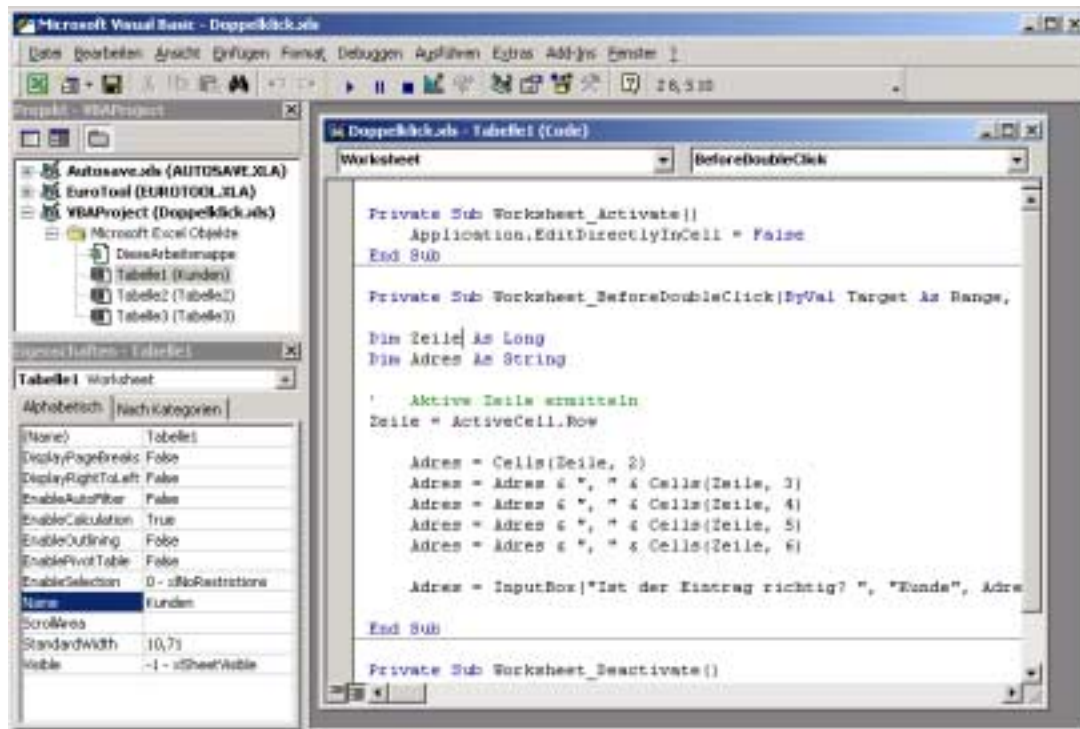 Microsoft Visual Basic - Doppelklick.xls
Datei Bearbeiten Ansicht Einfügen Format Debuggen Ausführen Extras Add-Ins Fenster ?
Z 8, S 10
Projekt - VBAProject
Autosave.xls (AUTOSAVE.XLA)
EuroTool (EUROTOOL.XLA)
VBAProject (Doppelklick.xls)
Microsoft Excel Objekte
DieseArbeitsmappe
Tabelle1 (Kunden)
Tabelle2 (Tabelle2)
Tabelle3 (Tabelle3)
Eigenschaften - Tabelle1
Tabelle1 Worksheet
Alphabetisch Nach Kategorien
(Name) Tabelle1
DisplayPageBreaks False
DisplayRightToLeft False
EnableAutoFilter False
EnableCalculation True
EnableOutlining False
EnablePivotTable False
EnableSelection 0 - xlNoRestrictions
Name Kunden
ScrollArea
StandardWidth 10,71
Visible -1 - xlSheetVisible
Doppelklick.xls - Tabelle1 (Code)
Worksheet BeforeDoubleClick
Private Sub Worksheet_Activate()
Application.EditDirectlyInCell = False
End Sub
Private Sub Worksheet_BeforeDoubleClick(ByVal Target As Range,
Dim Zeile As Long
Dim Adres As String
' Aktive Zeile ermitteln
Zeile = ActiveCell.Row
Adres = Cells(Zeile, 2)
Adres = Adres & ", " & Cells(Zeile, 3)
Adres = Adres & ", " & Cells(Zeile, 4)
Adres = Adres & ", " & Cells(Zeile, 5)
Adres = Adres & ", " & Cells(Zeile, 6)
Adres = InputBox("Ist der Eintrag richtig? ", "Kunde", Adre
End Sub
Private Sub Worksheet_Deactivate()